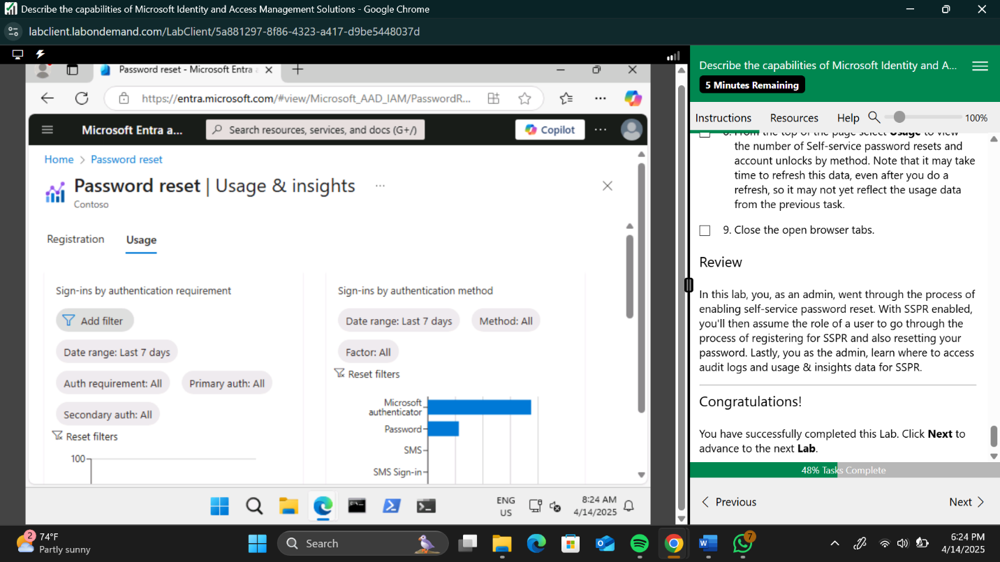 Describe the capabilities of Microsoft Identity and Access Management Solutions - Google Chrome
labclient.labondemand.com/LabClient/5a881297-8f86-4323-a417-d9be5448037d
Password reset - Microsoft Entra a
https://entra.microsoft.com/#view/Microsoft_AAD_IAM/PasswordR...
Microsoft Entra a...
Search resources, services, and docs (G+/)
Copilot
Home > Password reset
Password reset | Usage & insights
Contoso
Registration
Usage
Sign-ins by authentication requirement
Add filter
Date range: Last 7 days
Auth requirement: All
Primary auth: All
Secondary auth: All
Reset filters
100
Sign-ins by authentication method
Date range: Last 7 days
Method: All
Factor: All
Reset filters
Microsoft
authenticator
Password
SMS
SMS Sign-in
ENG
US
8:24 AM
4/14/2025
Describe the capabilities of Microsoft Identity and A...
5 Minutes Remaining
Instructions
Resources
Help
100%
8. From the top of the page select Usage to view
the number of Self-service password resets and
account unlocks by method. Note that it may take
time to refresh this data, even after you do a
refresh, so it may not yet reflect the usage data
from the previous task.
9. Close the open browser tabs.
Review
In this lab, you, as an admin, went through the process of
enabling self-service password reset. With SSPR enabled,
you'll then assume the role of a user to go through the
process of registering for SSPR and also resetting your
password. Lastly, you as the admin, learn where to access
audit logs and usage & insights data for SSPR.
Congratulations!
You have successfully completed this Lab. Click Next to
advance to the next Lab.
48% Tasks Complete
Previous
Next
2
74°F
Partly sunny
Search
7
6:24 PM
4/14/2025